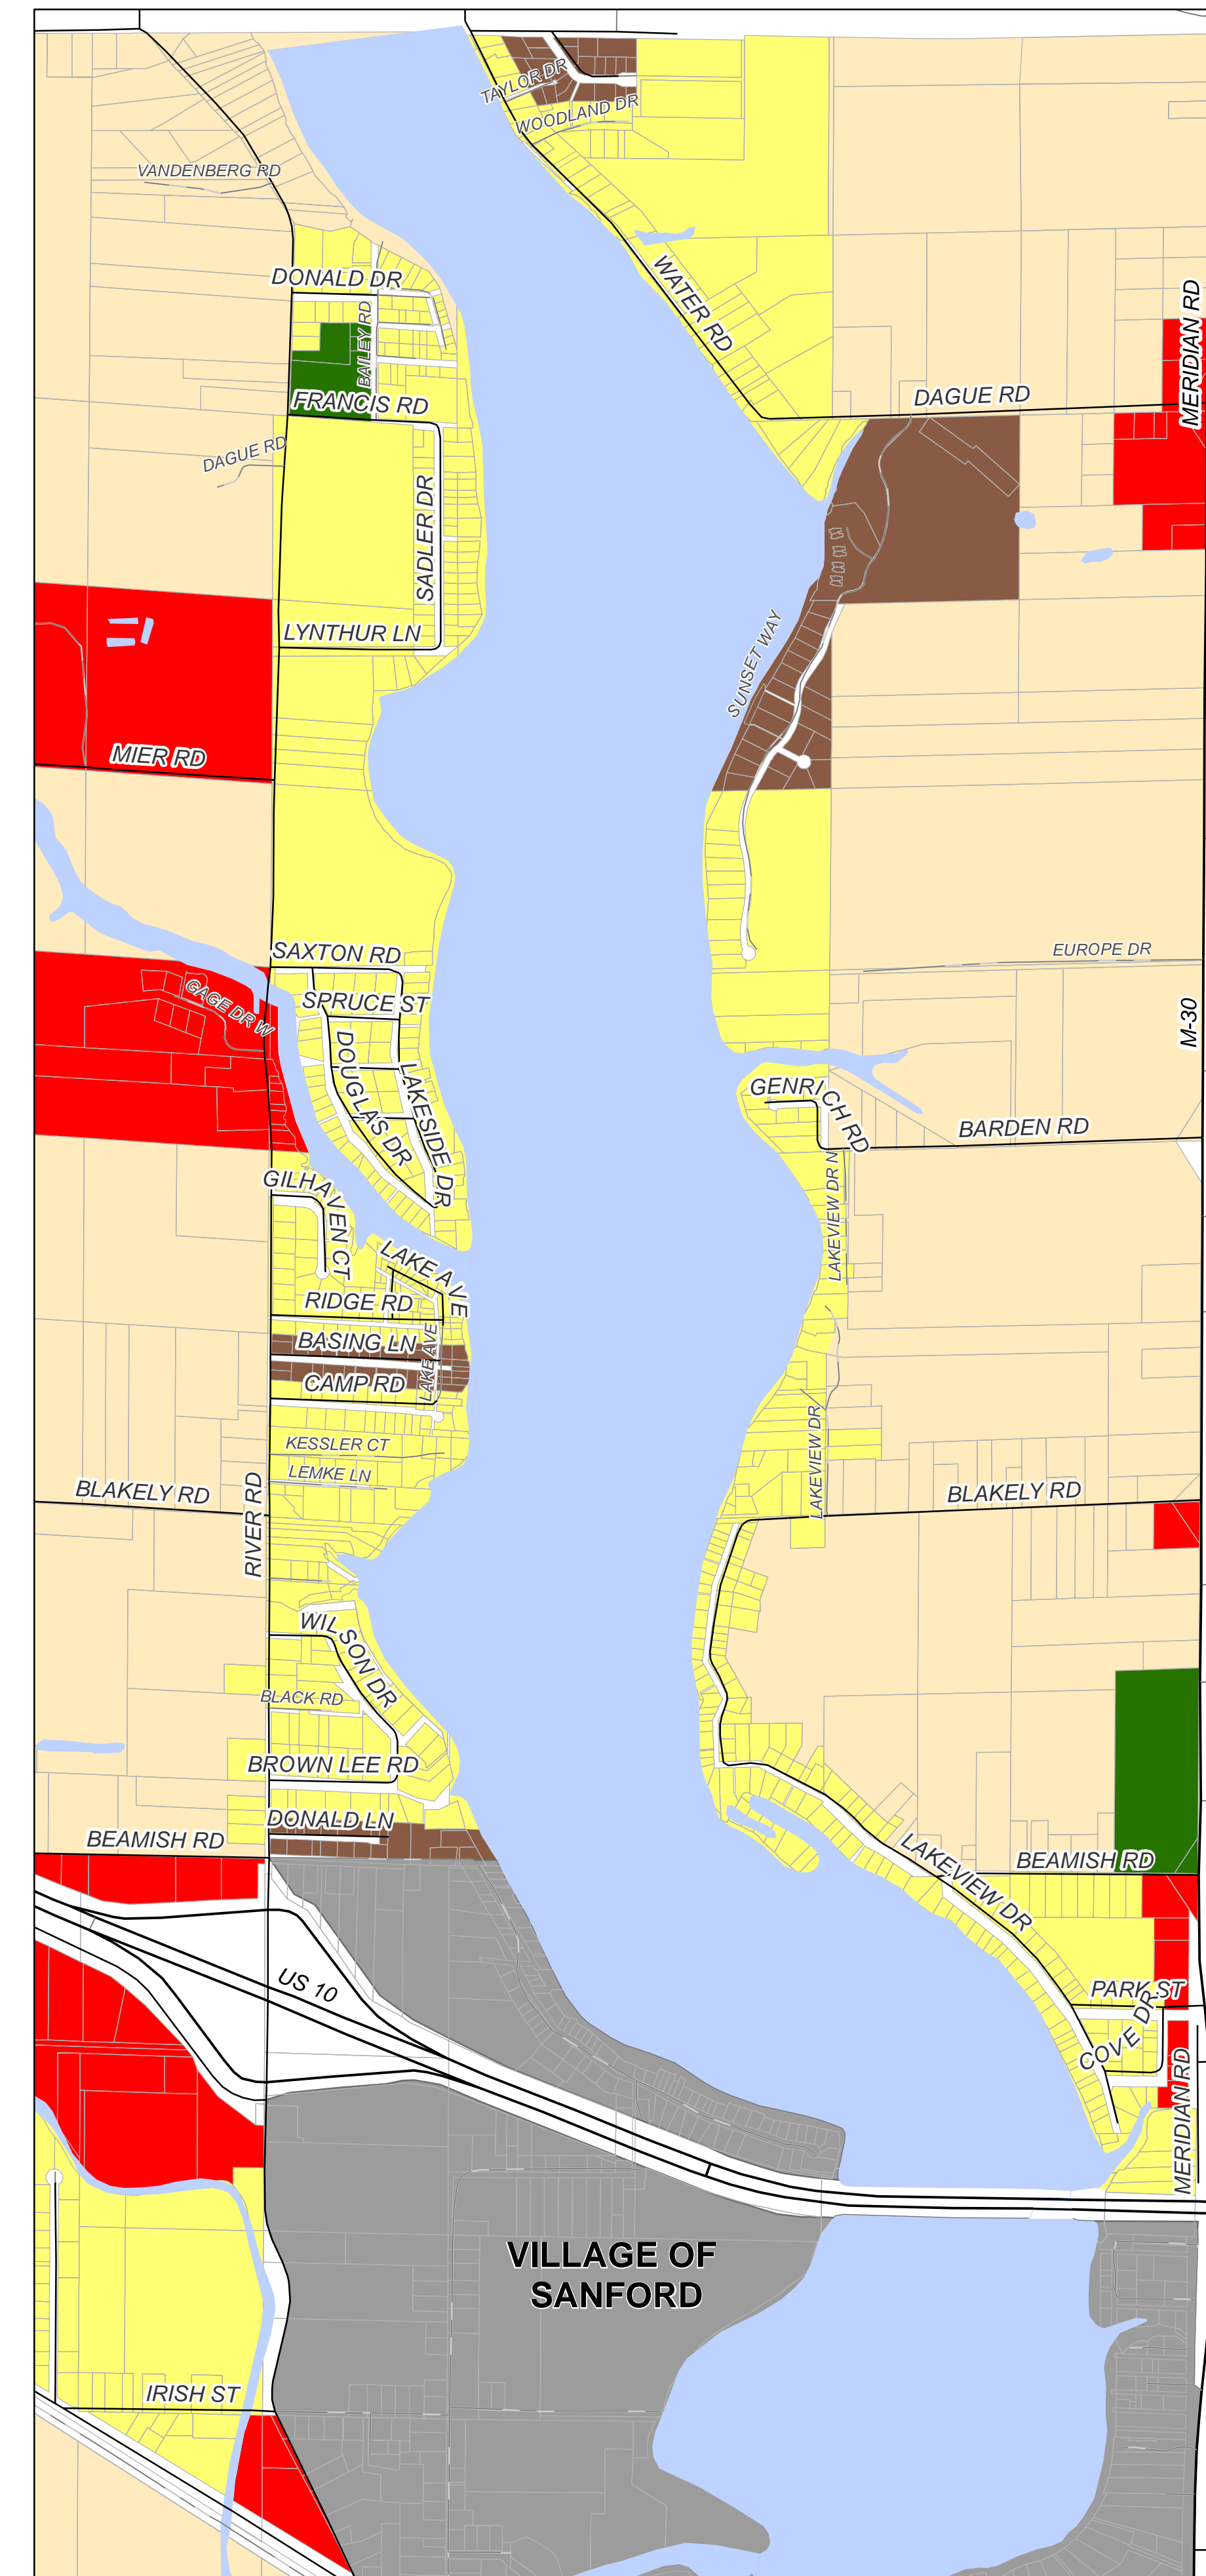 TAYLOR DR
WOODLAND DR
VANDENBERG RD
DONALD DR
BAILEY RD
WATER RD
MERIDIAN RD
FRANCIS RD
DAGUE RD
DAGUE RD
SADLER DR
LYNTHUR LN
SUNSET WAY
MIER RD
SAXTON RD
EUROPE DR
GAGE DR W
SPRUCE ST
M-30
DOUGLAS DR
LAKESIDE DR
GENRICH RD
BARDEN RD
LAKEVIEW DR N
GILHAVEN CT
LAKE AVE
RIDGE RD
BASING LN
LAKE AVE
CAMP RD
KESSLER CT
LAKEVIEW DR
LEMKE LN
BLAKELY RD
BLAKELY RD
RIVER RD
WILSON DR
BLACK RD
BROWN LEE RD
DONALD LN
BEAMISH RD
BEAMISH RD
LAKEVIEW DR
US 10
PARK ST
COVE DR
MERIDIAN RD
VILLAGE OF
SANFORD
IRISH ST